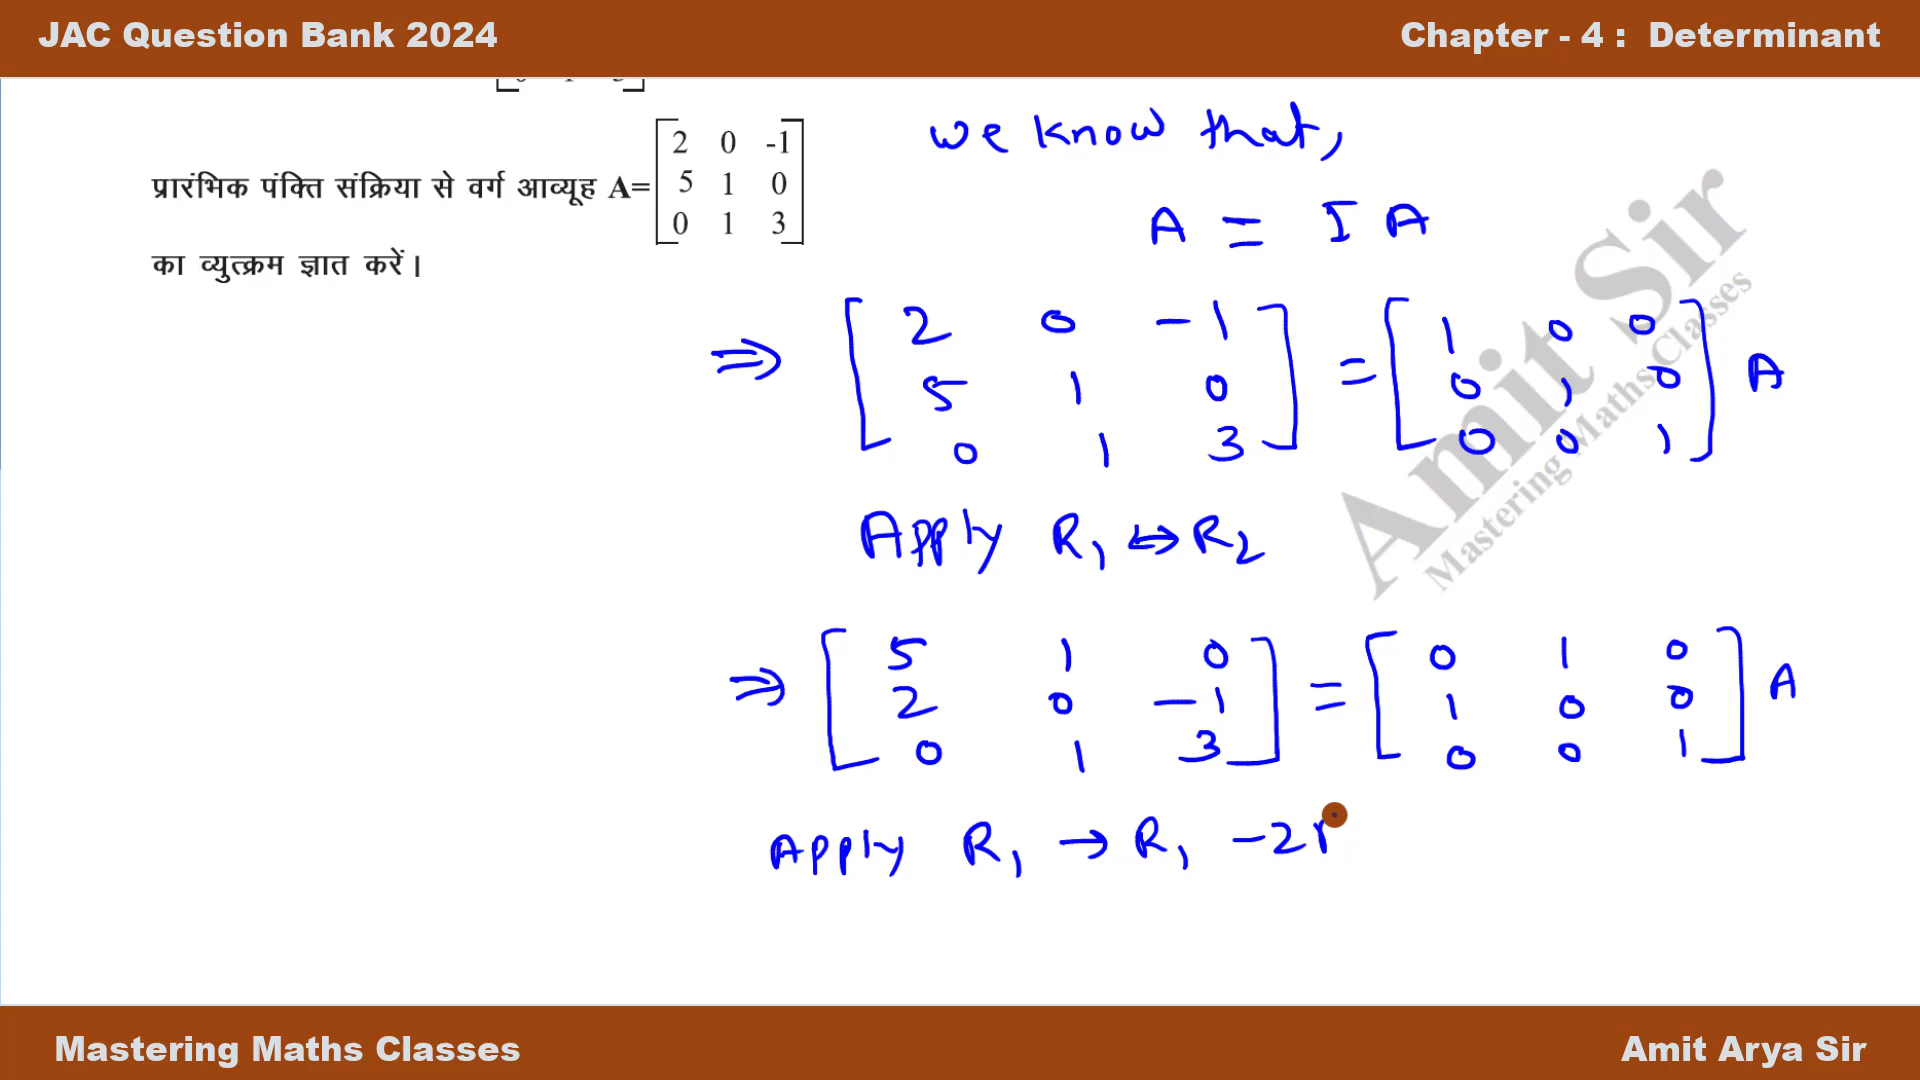 JAC Question Bank 2024
Chapter - 4 : Determinant
प्रारंभिक पंक्ति संक्रिया से वर्ग आव्यूह A=
2 0 -1
5 1 0
0 1 3
का व्युत्क्रम ज्ञात करें।
we know that,
A = I A
⇒ [ 2 0 -1 ] = [ 1 0 0 ] A
5 1 0 0 1 0
0 1 3 0 0 1
Apply R₁ ↔ R₂
⇒ [ 5 1 0 ] = [ 0 1 0 ] A
2 0 -1 1 0 0
0 1 3 0 0 1
Apply R₁ → R₁ -2
Amit Sir
Mastering Maths Classes
Mastering Maths Classes
Amit Arya Sir